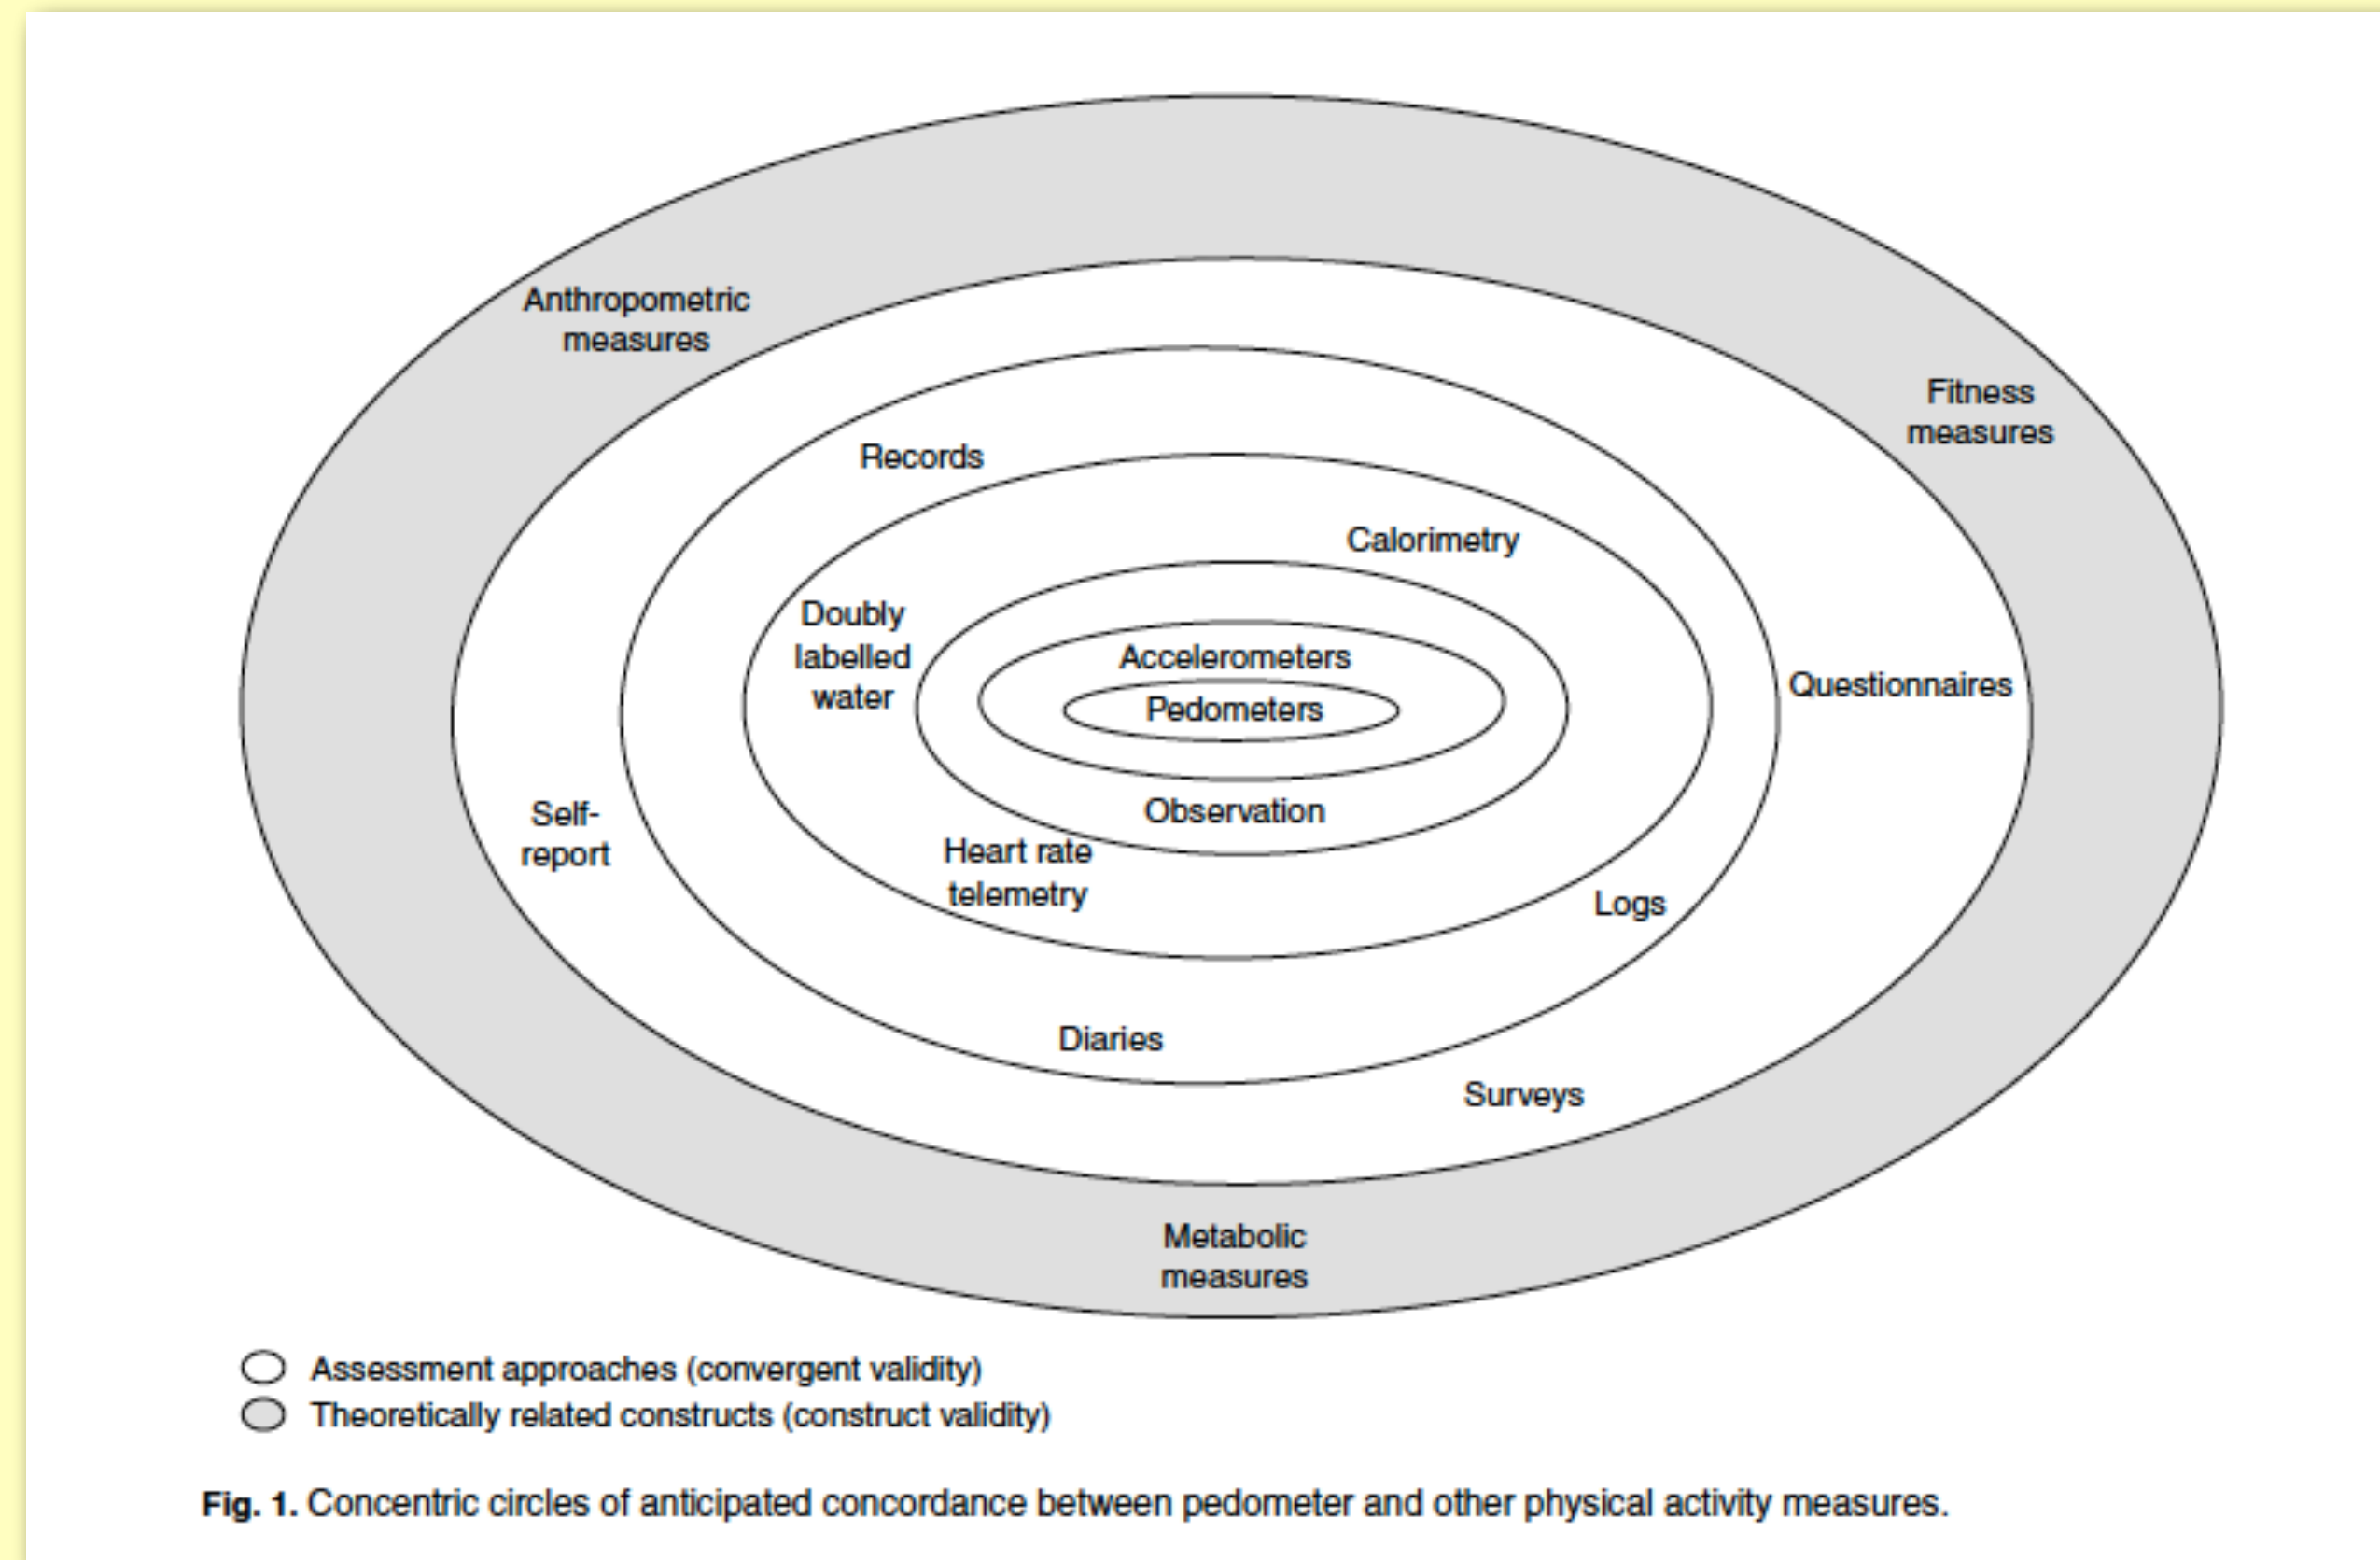 Anthropometric
measures
Fitness
measures
Records
Calorimetry
Doubly
labelled
water
Accelerometers
Pedometers
Questionnaires
Self-
report
Observation
Heart rate
telemetry
Logs
Diaries
Surveys
Metabolic
measures
Assessment approaches (convergent validity)
Theoretically related constructs (construct validity)
Fig. 1. Concentric circles of anticipated concordance between pedometer and other physical activity measures.